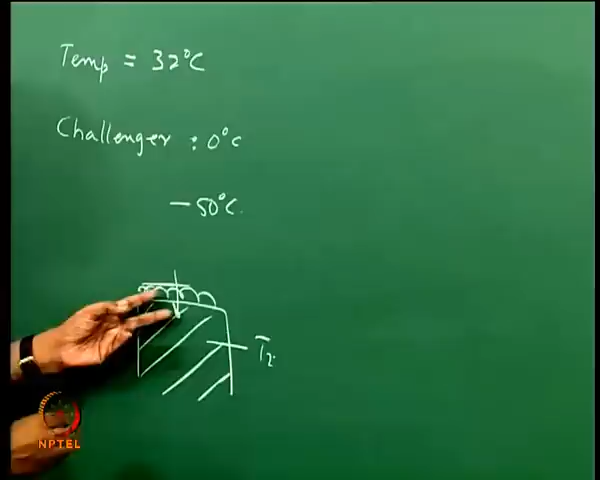 Temp = 32°C
Challenger : 0°C
- 50°C.
T₂
NPTEL